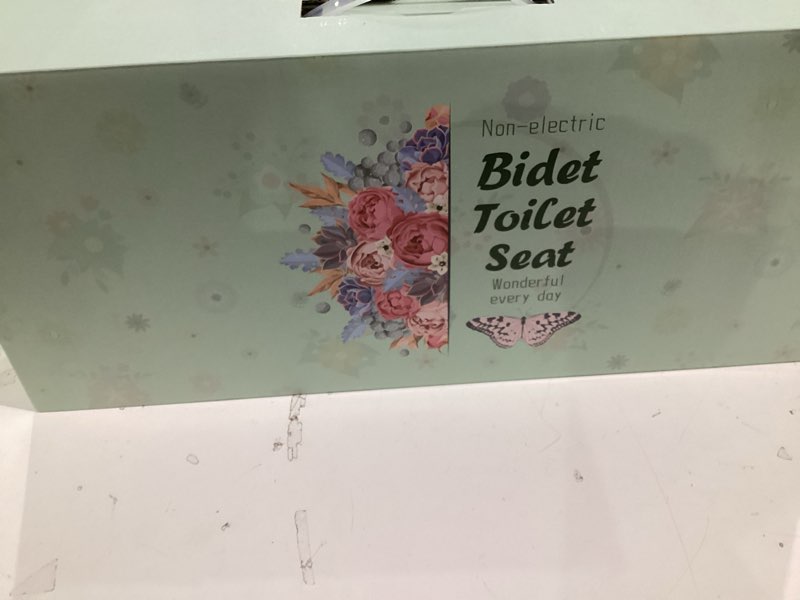 Non-electric
Bidet
Toilet
Seat
Wonderful
every day